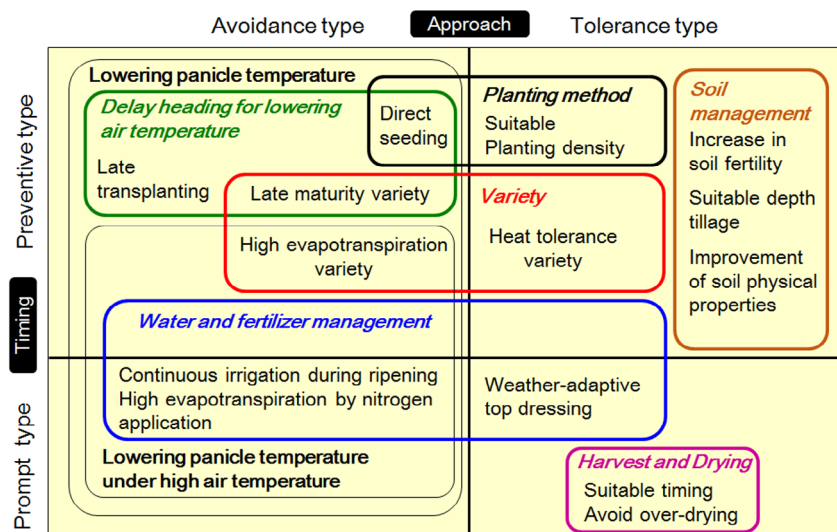 Avoidance type
Approach
Tolerance type
Timing
Preventive type
Prompt type
Lowering panicle temperature
Delay heading for lowering
air temperature
Direct
seeding
Late
transplanting
Late maturity variety
High evapotranspiration
variety
Planting method
Suitable
Planting density
Variety
Heat tolerance
variety
Soil
management
Increase in
soil fertility
Suitable depth
tillage
Improvement
of soil physical
properties
Water and fertilizer management
Continuous irrigation during ripening
High evapotranspiration by nitrogen
application
Weather-adaptive
top dressing
Lowering panicle temperature
under high air temperature
Harvest and Drying
Suitable timing
Avoid over-drying